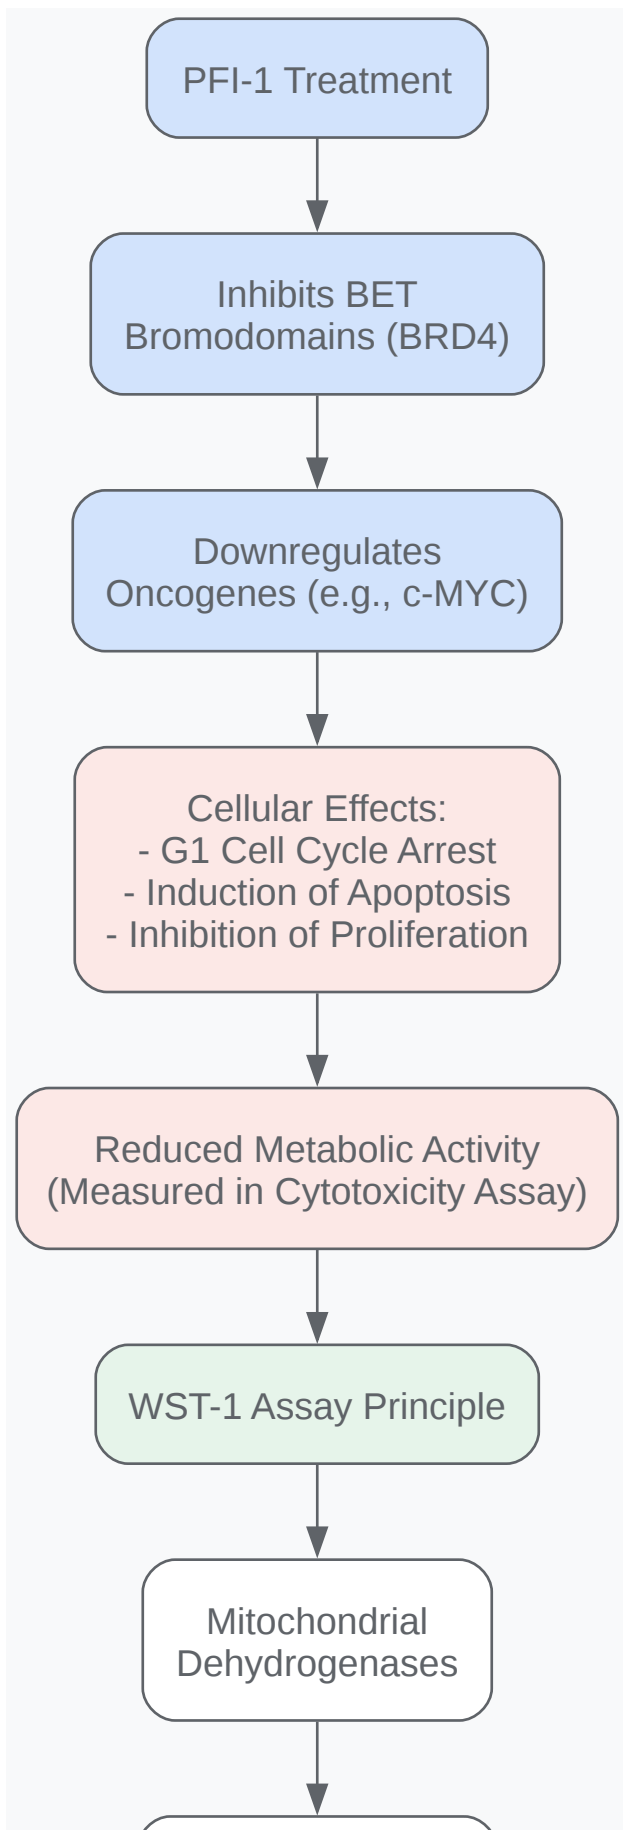 PFI-1 Treatment
Inhibits BET
Bromodomains (BRD4)
Downregulates
Oncogenes (e.g., c-MYC)
Cellular Effects:
- G1 Cell Cycle Arrest
- Induction of Apoptosis
- Inhibition of Proliferation
Reduced Metabolic Activity
(Measured in Cytotoxicity Assay)
WST-1 Assay Principle
Mitochondrial
Dehydrogenases